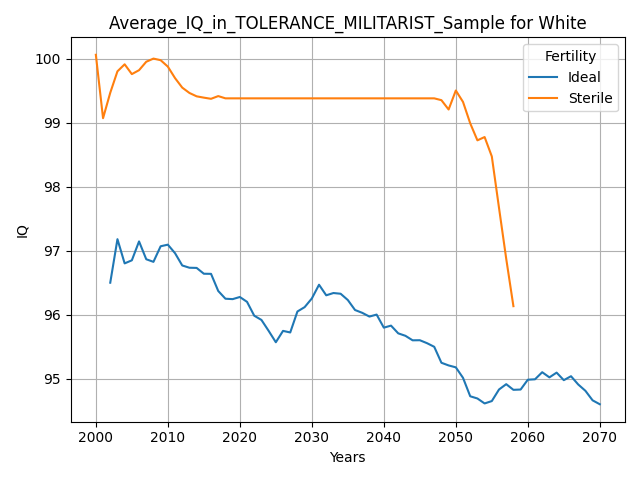 Average_IQ_in_TOLERANCE_MILITARIST_Sample for White
Fertility
Ideal
Sterile
100
99
98
97
96
95
IQ
2000 2010 2020 2030 2040 2050 2060 2070
Years